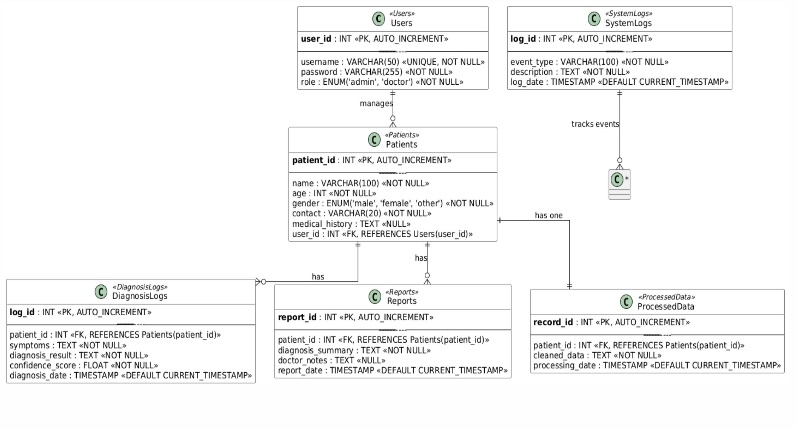 «Users»
C Users
user_id : INT «PK, AUTO_INCREMENT»
username : VARCHAR(50) «UNIQUE, NOT NULL»
password : VARCHAR(255) «NOT NULL»
role : ENUM('admin', 'doctor') «NOT NULL»
«SystemLogs»
C SystemLogs
log_id : INT «PK, AUTO_INCREMENT»
event_type : VARCHAR(100) «NOT NULL»
description : TEXT «NOT NULL»
log_date : TIMESTAMP «DEFAULT CURRENT_TIMESTAMP»
manages
tracks events
«Patients»
C Patients
patient_id : INT «PK, AUTO_INCREMENT»
name : VARCHAR(100) «NOT NULL»
age : INT «NOT NULL»
gender : ENUM('male', 'female', 'other') «NOT NULL»
contact : VARCHAR(20) «NOT NULL»
medical_history : TEXT «NULL»
user_id : INT «FK, REFERENCES Users(user_id)»
C *
has one
has
has
«DiagnosisLogs»
C DiagnosisLogs
log_id : INT «PK, AUTO_INCREMENT»
patient_id : INT «FK, REFERENCES Patients(patient_id)»
symptoms : TEXT «NOT NULL»
diagnosis_result : TEXT «NOT NULL»
confidence_score : FLOAT «NOT NULL»
diagnosis_date : TIMESTAMP «DEFAULT CURRENT_TIMESTAMP»
«Reports»
C Reports
report_id : INT «PK, AUTO_INCREMENT»
patient_id : INT «FK, REFERENCES Patients(patient_id)»
diagnosis_summary : TEXT «NOT NULL»
doctor_notes : TEXT «NULL»
report_date : TIMESTAMP «DEFAULT CURRENT_TIMESTAMP»
«ProcessedData»
C ProcessedData
record_id : INT «PK, AUTO_INCREMENT»
patient_id : INT «FK, REFERENCES Patients(patient_id)»
cleaned_data : TEXT «NOT NULL»
processing_date : TIMESTAMP «DEFAULT CURRENT_TIMESTAMP»